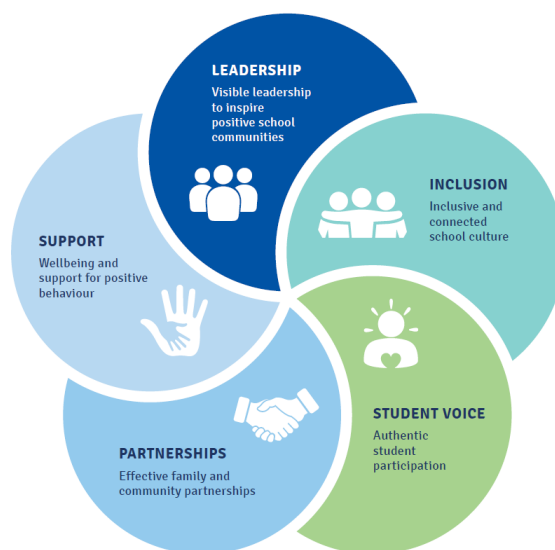 LEADERSHIP
Visible leadership
to inspire
positive school
communities
INCLUSION
Inclusive and
connected
school culture
STUDENT VOICE
Authentic
student
participation
PARTNERSHIPS
Effective family and
community partnerships
SUPPORT
Wellbeing and
support for positive
behaviour